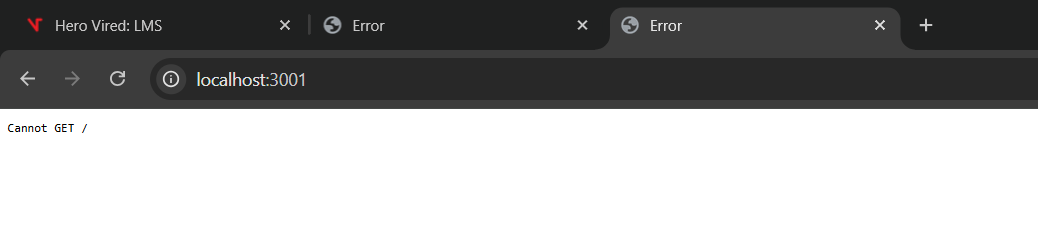 Hero Vired: LMS
Error
Error
localhost:3001
Cannot GET /